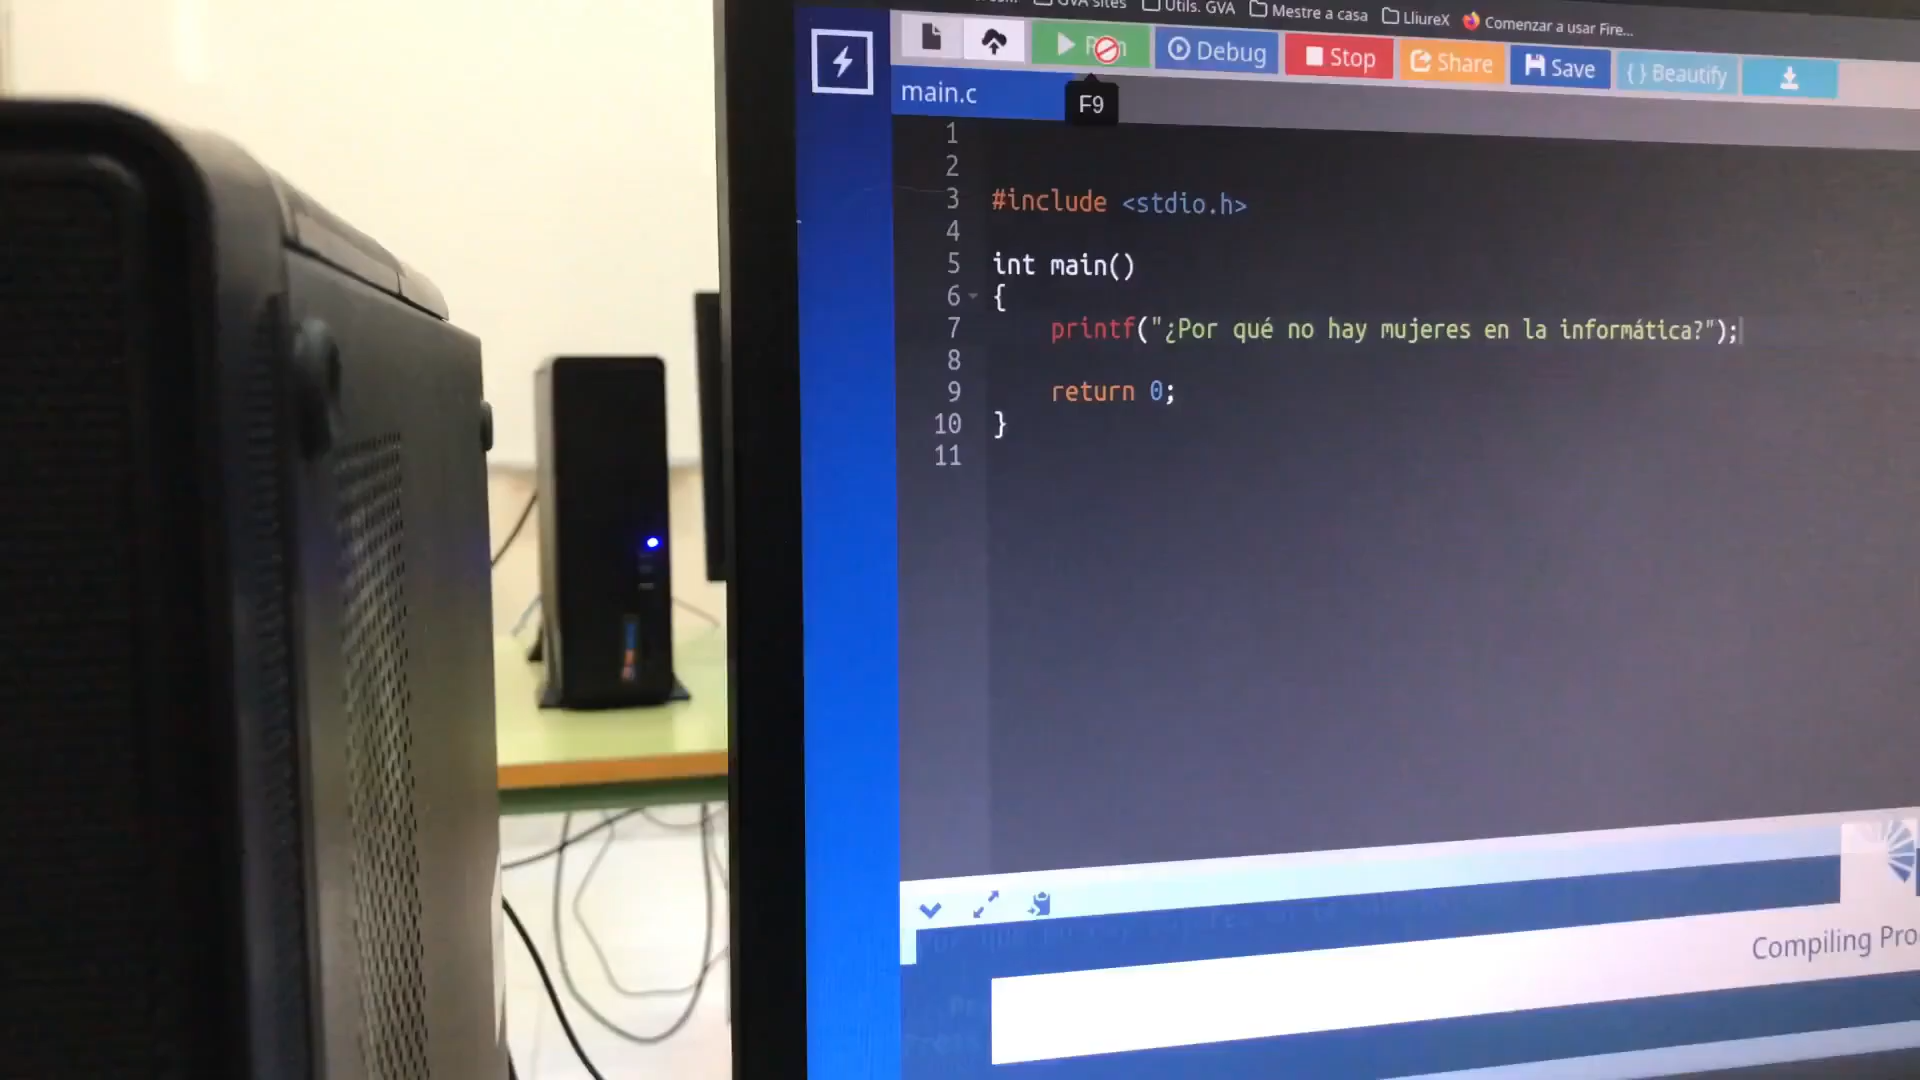 GVA sites Utils. GVA Mestre a casa LliureX Comenzar a usar Fire...
Debug Stop Share Save {} Beautify
main.c F9
1
2
3 #include <stdio.h>
4
5 int main()
6 {
7 printf("¿Por qué no hay mujeres en la informática?");
8
9 return 0;
10 }
11
Compiling Pro